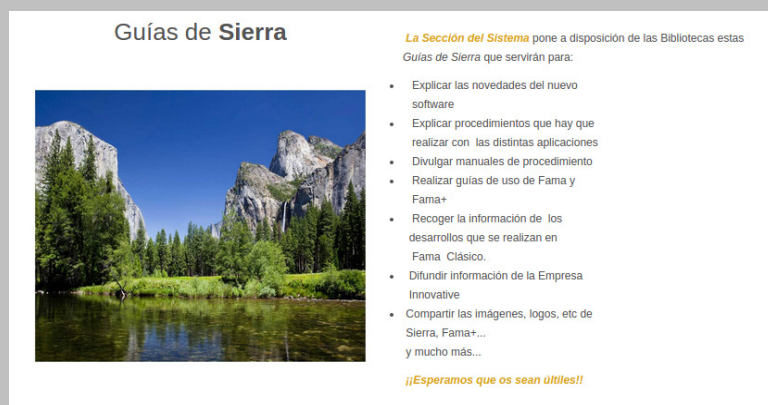 Guías de Sierra
La Sección del Sistema pone a disposición de las Bibliotecas estas
Guías de Sierra que servirán para:
Explicar las novedades del nuevo
software
Explicar procedimientos que hay que
realizar con las distintas aplicaciones
Divulgar manuales de procedimiento
Realizar guías de uso de Fama y
Fama+
Recoger la información de los
desarrollos que se realizan en
Fama Clásico.
Difundir información de la Empresa
Innovative
Compartir las imágenes, logos, etc de
Sierra, Fama+...
y mucho más...
¡¡Esperamos que os sean últiles!!